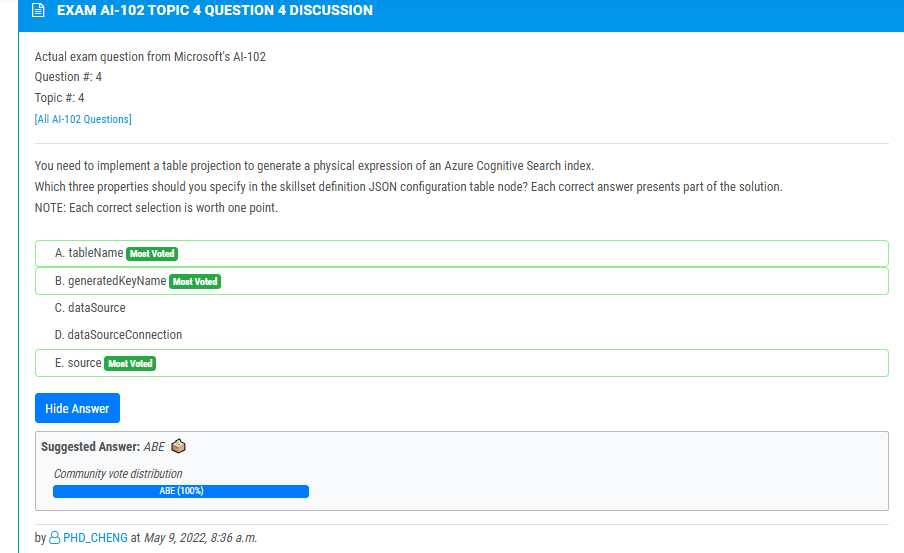 EXAM AI-102 TOPIC 4 QUESTION 4 DISCUSSION
Actual exam question from Microsoft's AI-102
Question #: 4
Topic #: 4
[All AI-102 Questions]
You need to implement a table projection to generate a physical expression of an Azure Cognitive Search index.
Which three properties should you specify in the skillset definition JSON configuration table node? Each correct answer presents part of the solution.
NOTE: Each correct selection is worth one point.
A. tableName Most Voted
B. generatedKeyName Most Voted
C. dataSource
D. dataSourceConnection
E. source Most Voted
Hide Answer
Suggested Answer: ABE
Community vote distribution
ABE (100%)
by PHD_CHENG at May 9, 2022, 8:36 a.m.